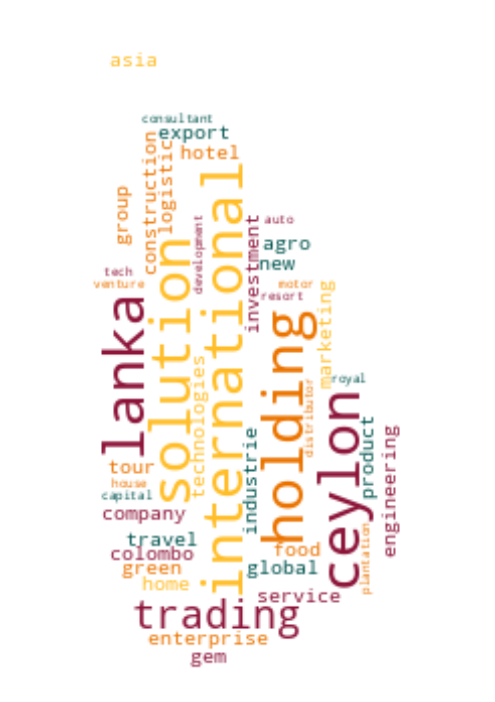 asia
consultant
export
hotel
construction
logistic
group
international
solution
development
investment
auto
agro
new
tech
venture
motor
resort
lanka
holding
marketing
technologies
royal
distributor
ceylon
product
engineering
industrie
tour
house
capital
company
travel
colombo
food
green
global
plantation
home
service
trading
enterprise
gem